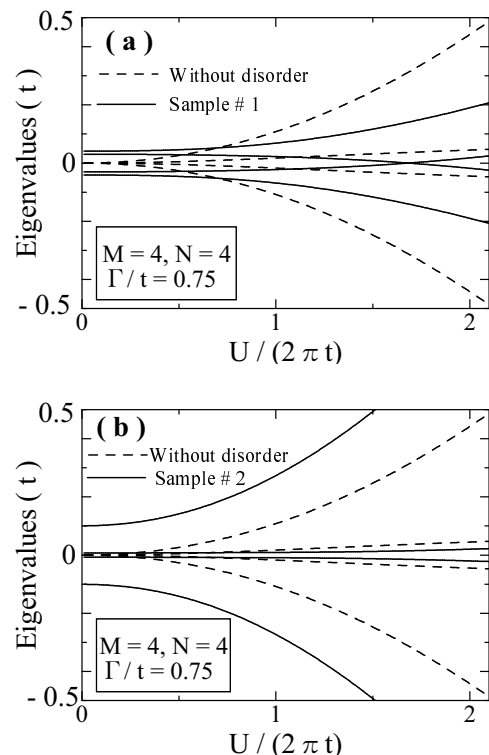 0.5
( a )
Without disorder
Sample # 1
Eigenvalues ( t )
0
M = 4, N = 4
Γ / t = 0.75
- 0.5
0 1 2
U / (2 π t)
0.5
( b )
Without disorder
Sample # 2
Eigenvalues ( t )
0
M = 4, N = 4
Γ / t = 0.75
- 0.5
0 1 2
U / (2 π t)